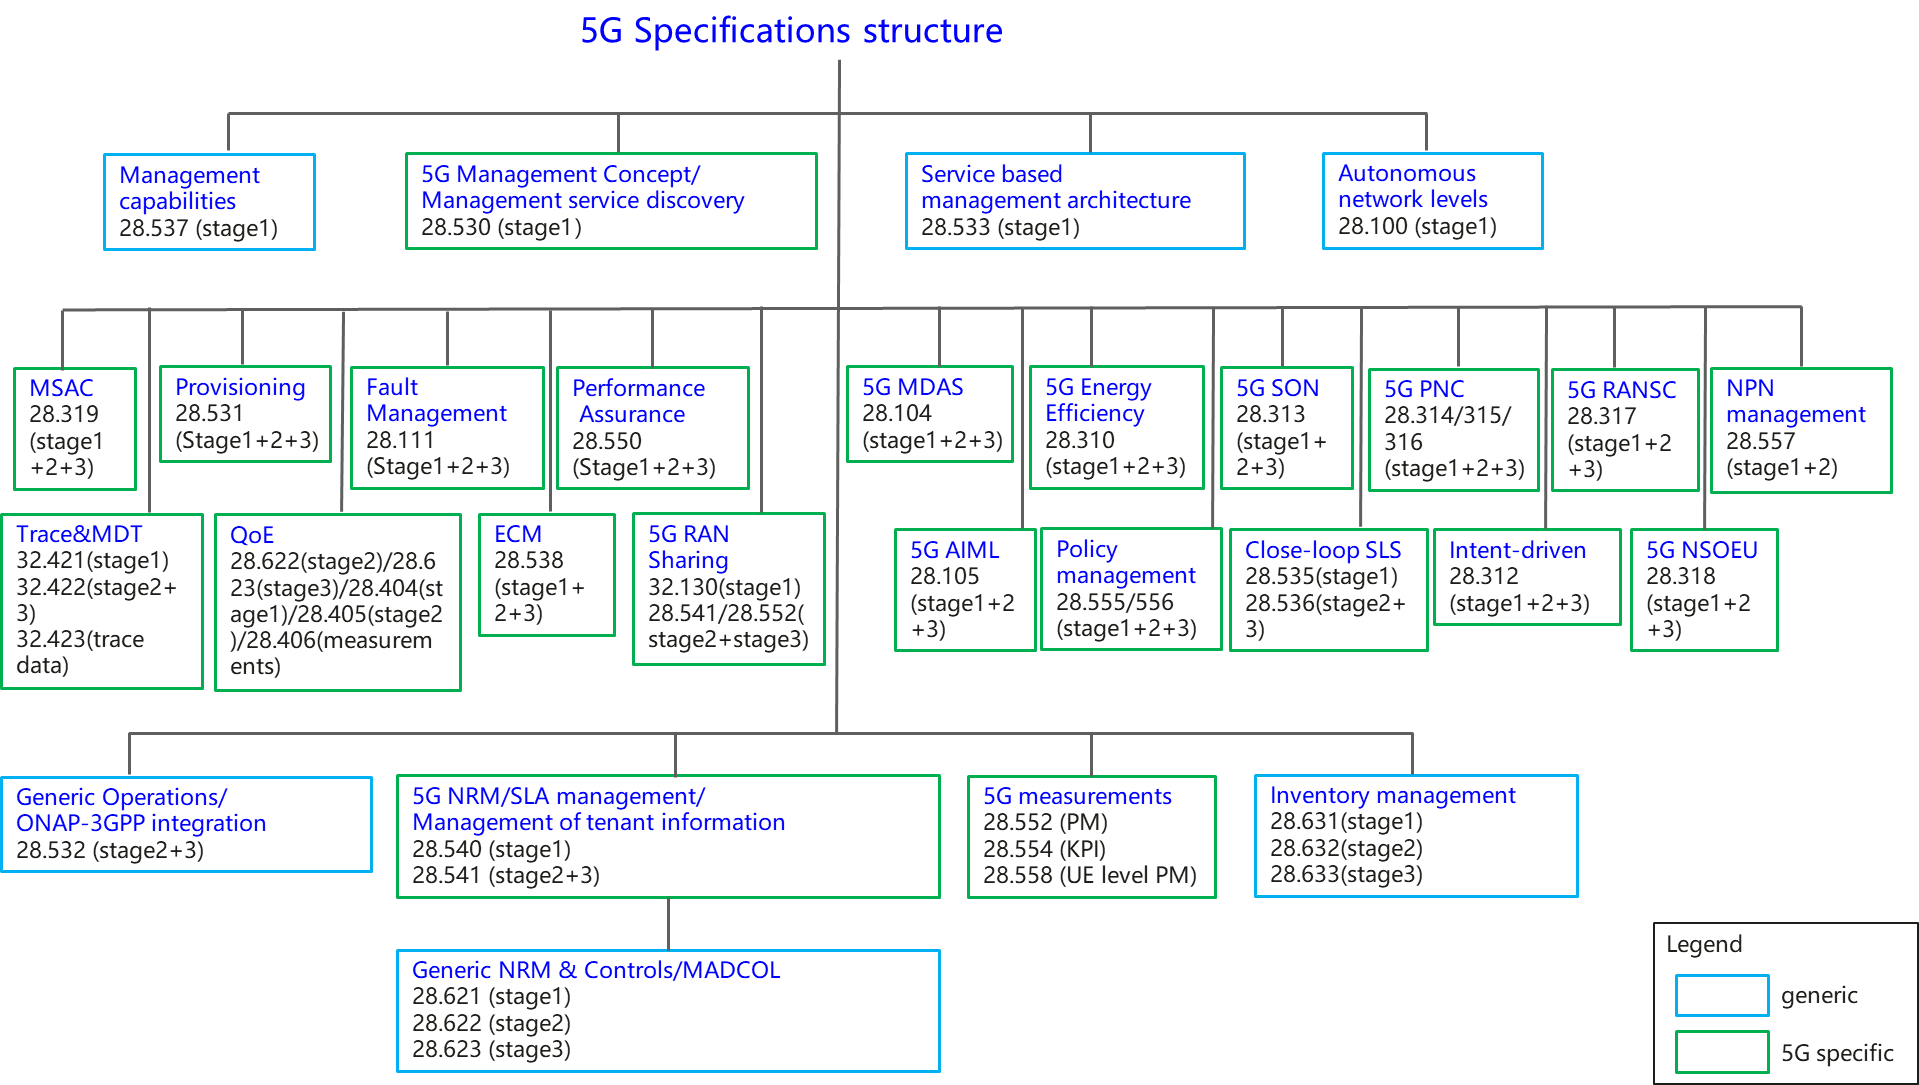 5G Specifications structure
Management
capabilities
28.537 (stage1)
5G Management Concept/
Management service discovery
28.530 (stage1)
Service based
management architecture
28.533 (stage1)
Autonomous
network levels
28.100 (stage1)
MSAC
28.319
(stage1
+2+3)
Provisioning
28.531
(Stage1+2+3)
Fault
Management
28.111
(Stage1+2+3)
Performance
Assurance
28.550
(Stage1+2+3)
5G MDAS
28.104
(stage1+2+3)
5G Energy
Efficiency
28.310
(stage1+2+3)
5G SON
28.313
(stage1+
2+3)
5G PNC
28.314/315/
316
(stage1+2+3)
5G RANSC
28.317
(stage1+2
+3)
NPN
management
28.557
(stage1+2)
Trace&MDT
32.421(stage1)
32.422(stage2+
3)
32.423(trace
data)
QoE
28.622(stage2)/28.6
23(stage3)/28.404(st
age1)/28.405(stage2
)/28.406(measurem
ents)
ECM
28.538
(stage1+
2+3)
5G RAN
Sharing
32.130(stage1)
28.541/28.552(
stage2+stage3)
5G AIML
28.105
(stage1+2
+3)
Policy
management
28.555/556
(stage1+2+3)
Close-loop SLS
28.535(stage1)
28.536(stage2+
3)
Intent-driven
28.312
(stage1+2+3)
5G NSOEU
28.318
(stage1+2
+3)
Generic Operations/
ONAP-3GPP integration
28.532 (stage2+3)
5G NRM/SLA management/
Management of tenant information
28.540 (stage1)
28.541 (stage2+3)
5G measurements
28.552 (PM)
28.554 (KPI)
28.558 (UE level PM)
Inventory management
28.631(stage1)
28.632(stage2)
28.633(stage3)
Generic NRM & Controls/MADCOL
28.621 (stage1)
28.622 (stage2)
28.623 (stage3)
Legend
generic
5G specific